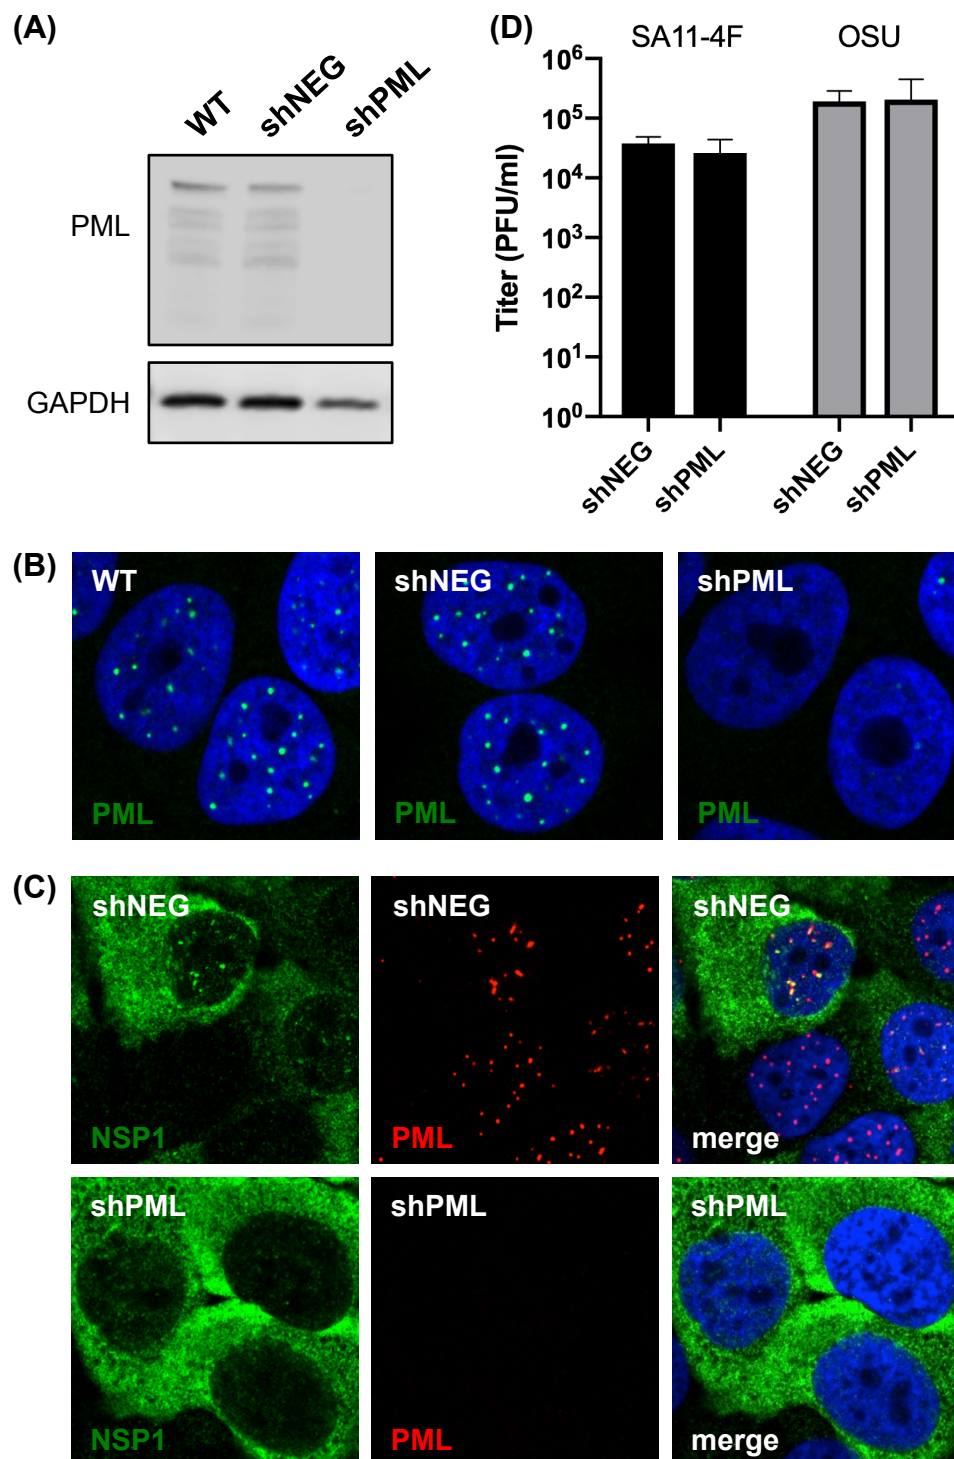 (A)
WT
shNEG
shPML
PML
GAPDH
(D)
SA11-4F
OSU
Titer (PFU/ml)
10⁶
10⁵
10⁴
10³
10²
10¹
10⁰
shNEG
shPML
shNEG
shPML
(B)
WT
PML
shNEG
PML
shPML
PML
(C)
shNEG
NSP1
shNEG
PML
shNEG
merge
shPML
NSP1
shPML
PML
shPML
merge